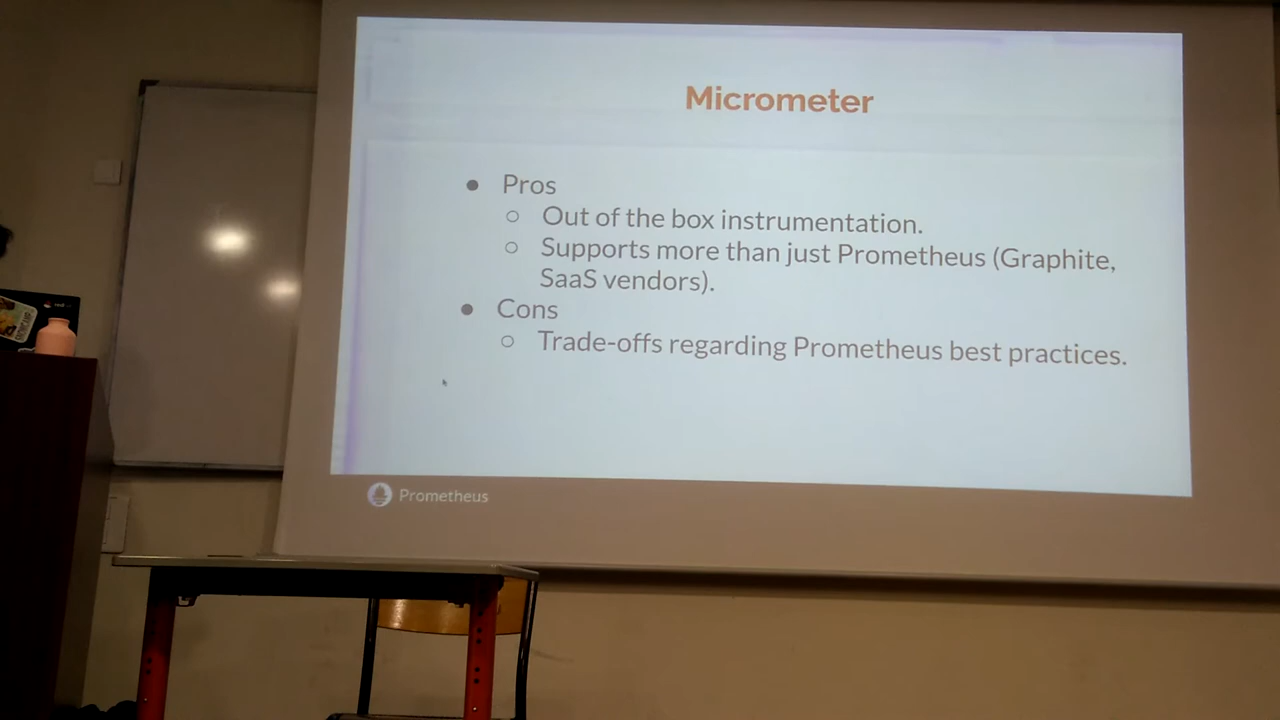 Micrometer
● Pros
○ Out of the box instrumentation.
○ Supports more than just Prometheus (Graphite,
SaaS vendors).
● Cons
○ Trade-offs regarding Prometheus best practices.
Prometheus